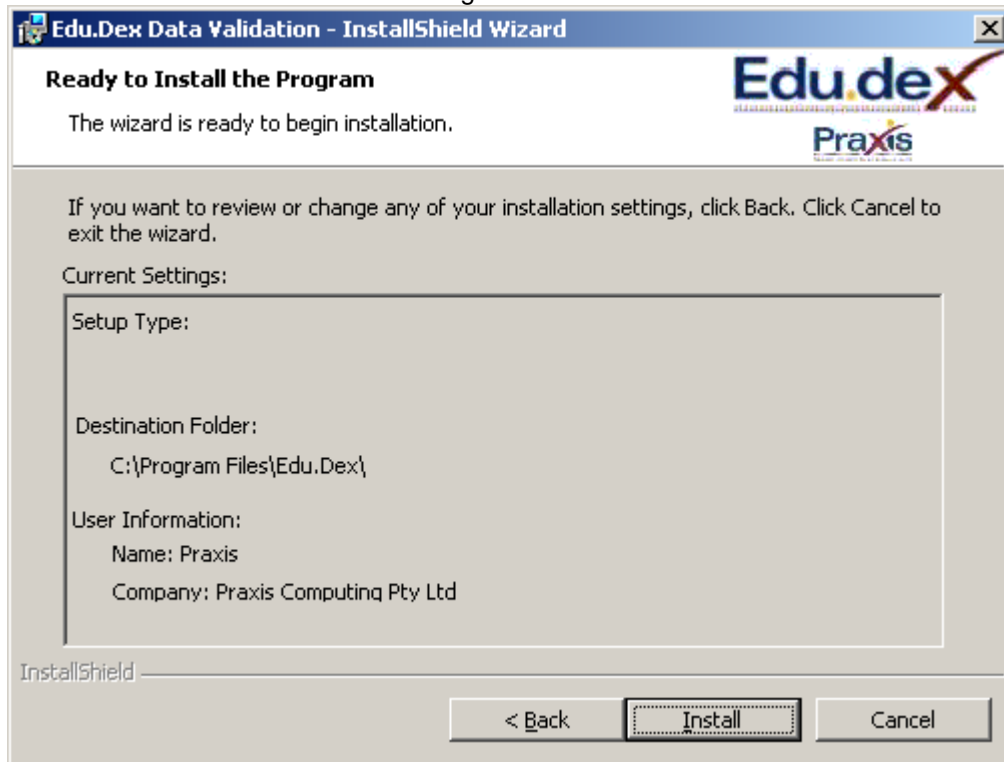 Edu.Dex Data Validation - InstallShield Wizard
Ready to Install the Program
The wizard is ready to begin installation.
Edu.dex
Praxis
If you want to review or change any of your installation settings, click Back. Click Cancel to
exit the wizard.
Current Settings:
Setup Type:
Destination Folder:
C:\Program Files\Edu.Dex\
User Information:
Name: Praxis
Company: Praxis Computing Pty Ltd
InstallShield
< Back
Install
Cancel